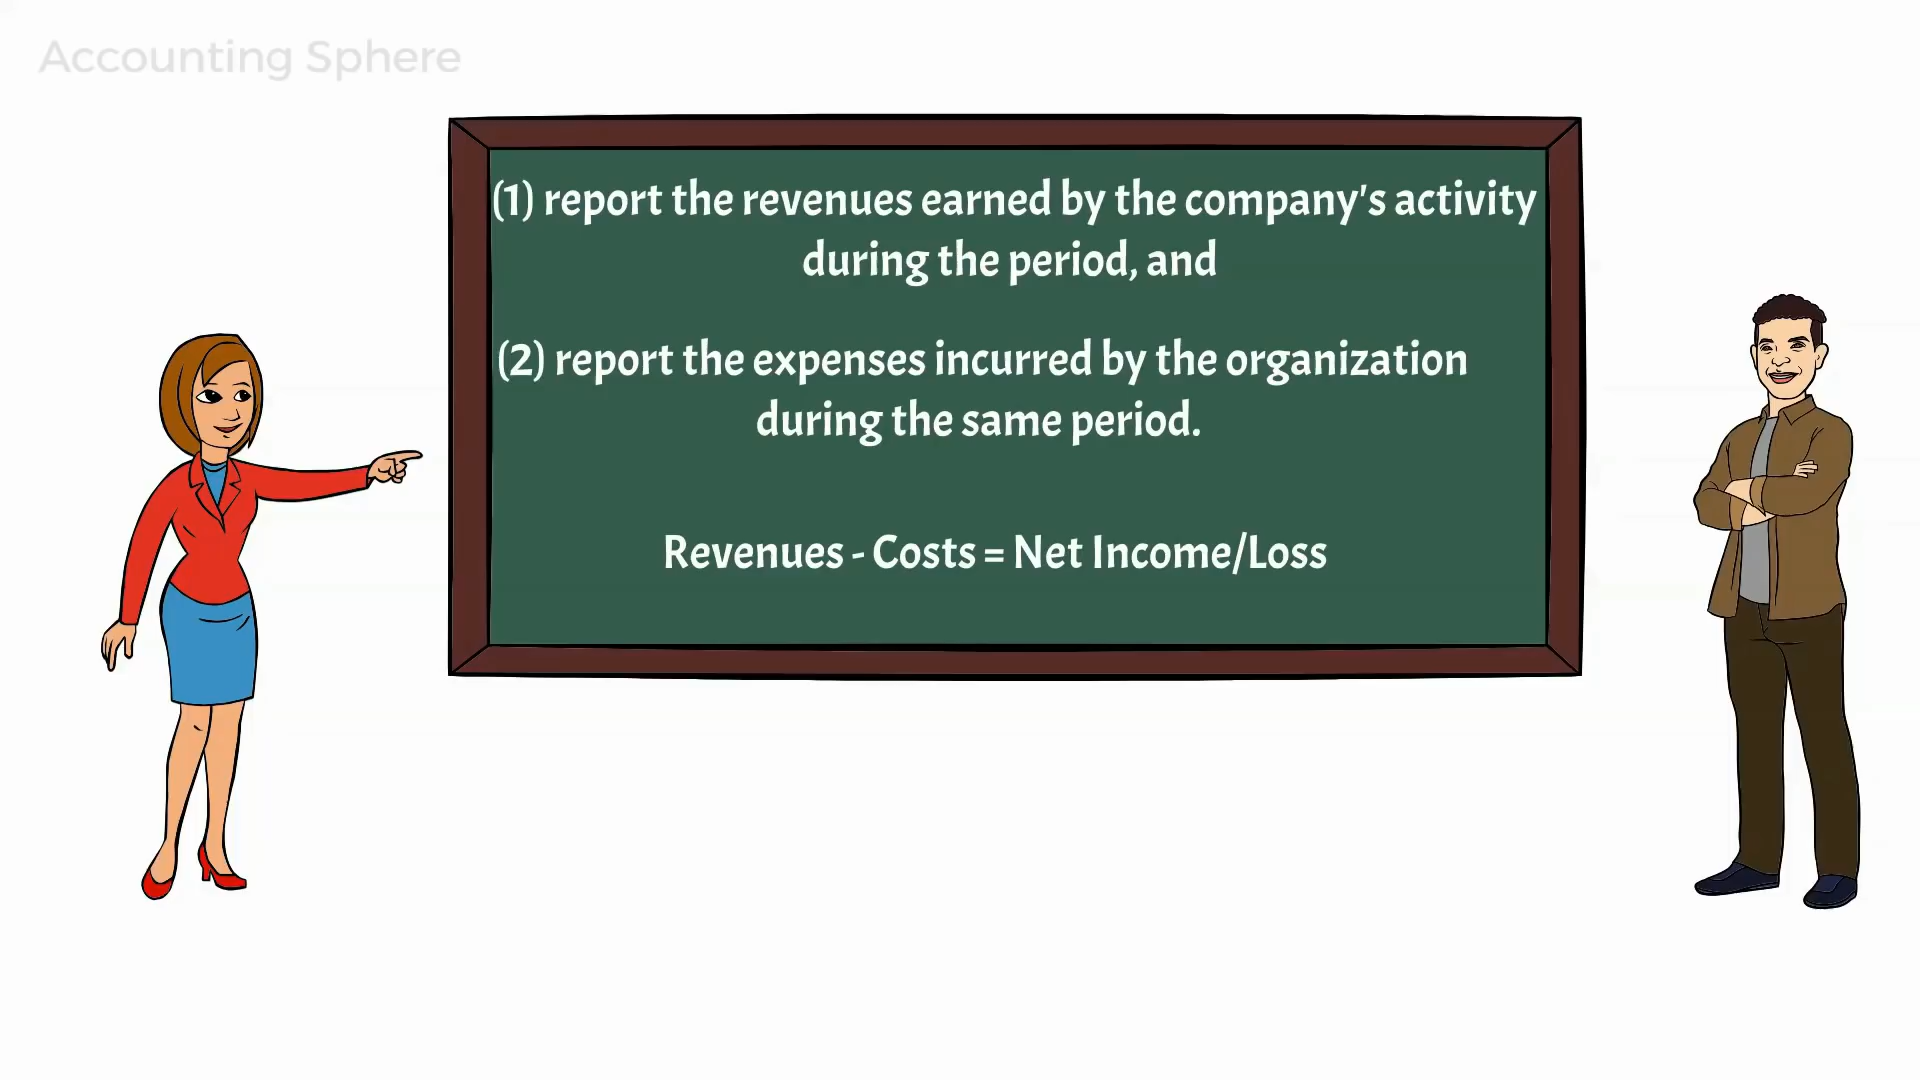 Accounting Sphere
(1) report the revenues earned by the company's activity
during the period, and
(2) report the expenses incurred by the organization
during the same period.
Revenues - Costs = Net Income/Loss